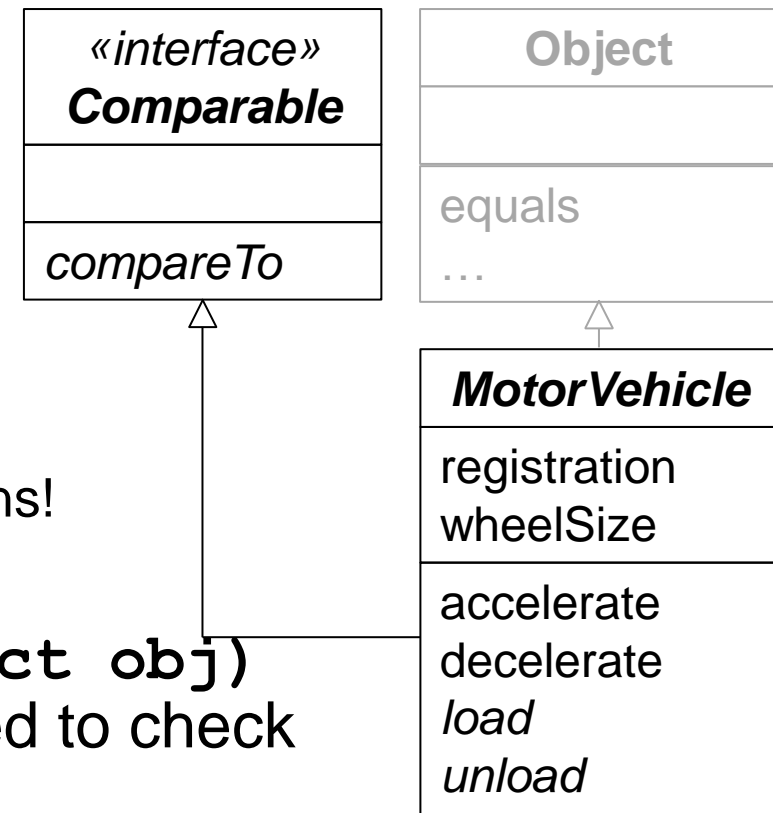 «interface»
Comparable
compareTo
Object
equals
…
MotorVehicle
registration
wheelSize
accelerate
decelerate
load
unload
ns!
ct obj)
ed to check